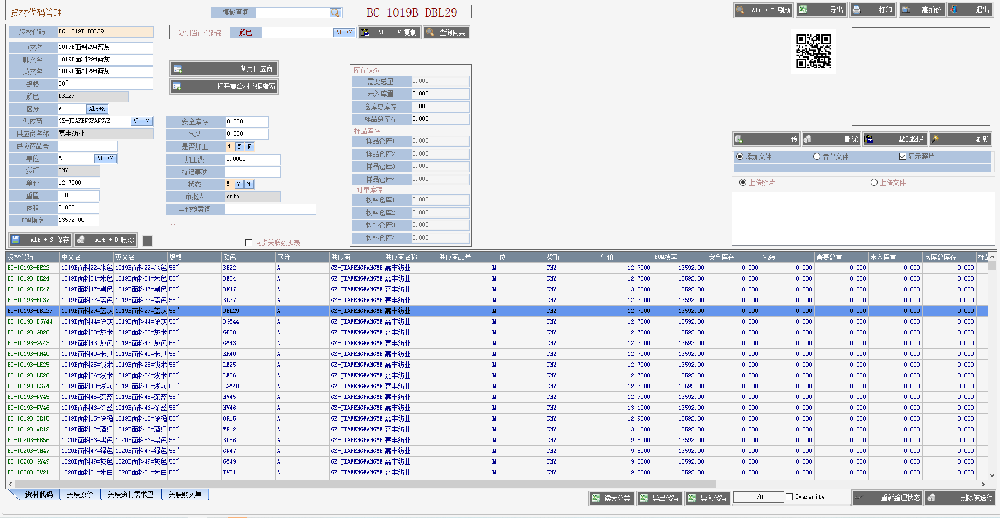 资材代码管理
模糊查询
BC-1019B-DBL29
Alt + F 刷新
导出
打印
高拍仪
退出
资材代码 BC-1019B-DBL29
复制当前代码到 颜色 Alt+X Alt + V 复制 查询同类
中文名 1019B面料29#蓝灰
韩文名 1019B面料29#蓝灰
英文名 1019B面料29#蓝灰
规格 58"
颜色 DBL29
区分 A Alt+X
供应商 GZ-JIAFENGFANGYE Alt+X
供应商名称 嘉丰纺业
供应商品号
单位 M Alt+X
货币 CNY
单价 12.7000
重量 0.000
体积 0.000
BOM换率 13592.00
Alt + S 保存 Alt + D 删除 i
备用供应商
打开复合材料编辑窗
安全库存 0.000
包装 0.000
是否加工 N Y N
加工费 0.0000
特记事项
状态 Y Y N
审批人 auto
其他检索词
...
...
同步关联数据表
库存状态
需要总量 0.000
未入库量 0.000
仓库总库存 0.000
样品总库存 0.000
样品库存
样品仓库1 0.000
样品仓库2 0.000
样品仓库3 0.000
样品仓库4 0.000
订单库存
物料仓库1 0.000
物料仓库2 0.000
物料仓库3 0.000
物料仓库4 0.000
上传 删除 黏贴图片 刷新
添加文件 替代文件 显示照片
上传照片 上传文件
资材代码 中文名 英文名 规格 颜色 区分 供应商 供应商名称 供应商品号 单位 货币 单价 BOM换率 安全库存 包装 需要总量 未入库量 仓库总库存 样品
BC-1019B-BE22 1019B面料22#米色 1019B面料22#米色 58" BE22 A GZ-JIAFENGFANGYE 嘉丰纺业 M CNY 12.7000 13592.00 0.000 0.000 0.000 0.000 0.000
BC-1019B-BE24 1019B面料24#米色 1019B面料24#米色 58" BE24 A GZ-JIAFENGFANGYE 嘉丰纺业 M CNY 12.7000 13592.00 0.000 0.000 0.000 0.000 0.000
BC-1019B-BK47 1019B面料47#黑色 1019B面料47#黑色 58" BK47 A GZ-JIAFENGFANGYE 嘉丰纺业 M CNY 13.3000 13592.00 0.000 0.000 0.000 0.000 0.000
BC-1019B-BL37 1019B面料37#蓝色 1019B面料37#蓝色 58" BL37 A GZ-JIAFENGFANGYE 嘉丰纺业 M CNY 12.7000 13592.00 0.000 0.000 0.000 0.000 0.000
BC-1019B-DBL29 1019B面料29#蓝灰 1019B面料29#蓝灰 58" DBL29 A GZ-JIAFENGFANGYE 嘉丰纺业 M CNY 12.7000 13592.00 0.000 0.000 0.000 0.000 0.000
BC-1019B-DGY44 1019B面料44#深灰 1019B面料44#深灰 58" DGY44 A GZ-JIAFENGFANGYE 嘉丰纺业 M CNY 12.7000 13592.00 0.000 0.000 0.000 0.000 0.000
BC-1019B-GB20 1019B面料20#灰米 1019B面料20#灰米 58" GB20 A GZ-JIAFENGFANGYE 嘉丰纺业 M CNY 12.7000 13592.00 0.000 0.000 0.000 0.000 0.000
BC-1019B-GY43 1019B面料43#灰色 1019B面料43#灰色 58" GY43 A GZ-JIAFENGFANGYE 嘉丰纺业 M CNY 12.7000 13592.00 0.000 0.000 0.000 0.000 0.000
BC-1019B-KH40 1019B面料40#卡其 1019B面料40#卡其 58" KH40 A GZ-JIAFENGFANGYE 嘉丰纺业 M CNY 12.7000 13592.00 0.000 0.000 0.000 0.000 0.000
BC-1019B-LE25 1019B面料25#浅米 1019B面料25#浅米 58" LE25 A GZ-JIAFENGFANGYE 嘉丰纺业 M CNY 12.7000 13592.00 0.000 0.000 0.000 0.000 0.000
BC-1019B-LE26 1019B面料26#浅米 1019B面料26#浅米 58" LE26 A GZ-JIAFENGFANGYE 嘉丰纺业 M CNY 12.7000 13592.00 0.000 0.000 0.000 0.000 0.000
BC-1019B-LGY48 1019B面料48#浅灰 1019B面料48#浅灰 58" LGY48 A GZ-JIAFENGFANGYE 嘉丰纺业 M CNY 12.7000 13592.00 0.000 0.000 0.000 0.000 0.000
BC-1019B-NV45 1019B面料45#深蓝 1019B面料45#深蓝 58" NV45 A GZ-JIAFENGFANGYE 嘉丰纺业 M CNY 12.9000 13592.00 0.000 0.000 0.000 0.000 0.000
BC-1019B-NV46 1019B面料46#深蓝 1019B面料46#深蓝 58" NV46 A GZ-JIAFENGFANGYE 嘉丰纺业 M CNY 13.1000 13592.00 0.000 0.000 0.000 0.000 0.000
BC-1019B-OR15 1019B面料15#深橘 1019B面料15#深橘 58" OR15 A GZ-JIAFENGFANGYE 嘉丰纺业 M CNY 12.9000 13592.00 0.000 0.000 0.000 0.000 0.000
BC-1019B-WR12 1019B面料12#酒红 1019B面料12#酒红 58" WR12 A GZ-JIAFENGFANGYE 嘉丰纺业 M CNY 13.1000 13592.00 0.000 0.000 0.000 0.000 0.000
BC-1020B-BK56 1020B面料56#黑色 1020B面料56#黑色 58" BK56 A GZ-JIAFENGFANGYE 嘉丰纺业 M CNY 9.8000 13592.00 0.000 0.000 0.000 0.000 0.000
BC-1020B-GN47 1020B面料47#绿色 1020B面料47#绿色 58" GN47 A GZ-JIAFENGFANGYE 嘉丰纺业 M CNY 9.8000 13592.00 0.000 0.000 0.000 0.000 0.000
BC-1020B-GY49 1020B面料49#灰色 1020B面料49#灰色 58" GY49 A GZ-JIAFENGFANGYE 嘉丰纺业 M CNY 9.8000 13592.00 0.000 0.000 0.000 0.000 0.000
BC-1020B-IV21 1020B面料21#米白 1020B面料21#米白 58" IV21 A GZ-JIAFENGFANGYE 嘉丰纺业 M CNY 9.8000 13592.00 0.000 0.000 0.000 0.000 0.000
资材代码 关联原价 关联资材需求量 关联购买单
读大分类 导出代码 导入代码 0/0 Overwrite 重新整理状态 删除被选行